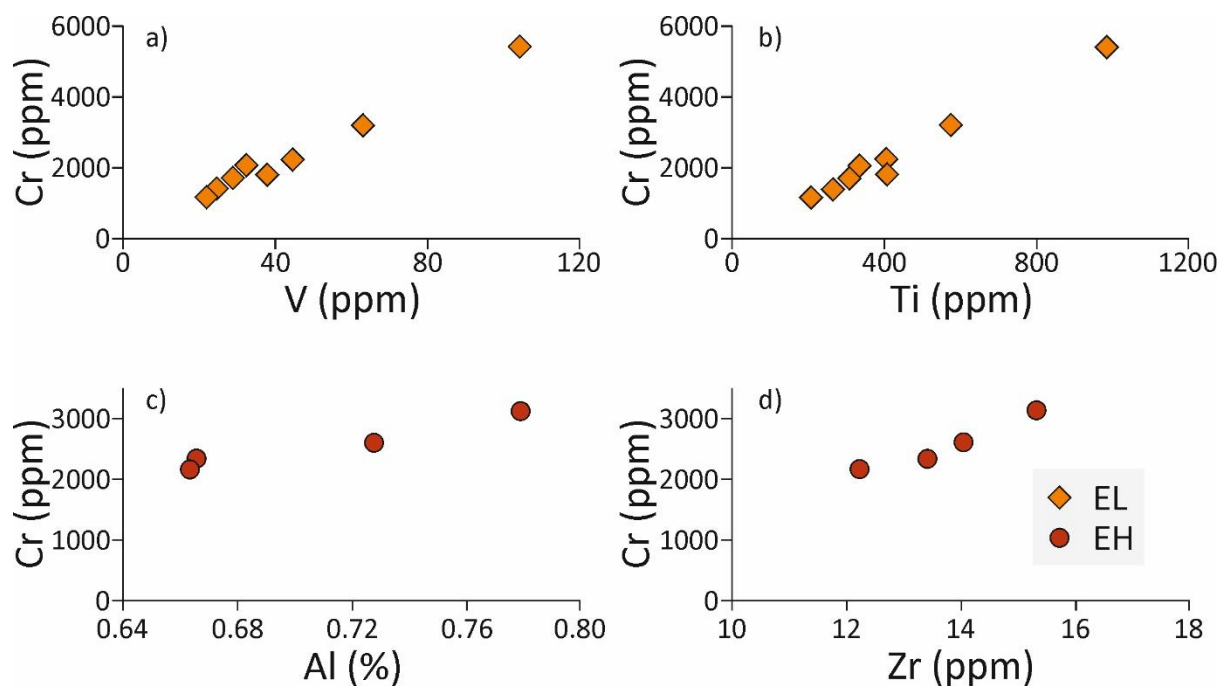 a)
6000
4000
2000
0
Cr (ppm)
0 40 80 120
V (ppm)
b)
6000
4000
2000
0
Cr (ppm)
0 400 800 1200
Ti (ppm)
c)
3000
2000
1000
0
Cr (ppm)
0.64 0.68 0.72 0.76 0.80
Al (%)
d)
3000
2000
1000
0
Cr (ppm)
10 12 14 16 18
Zr (ppm)
EL
EH